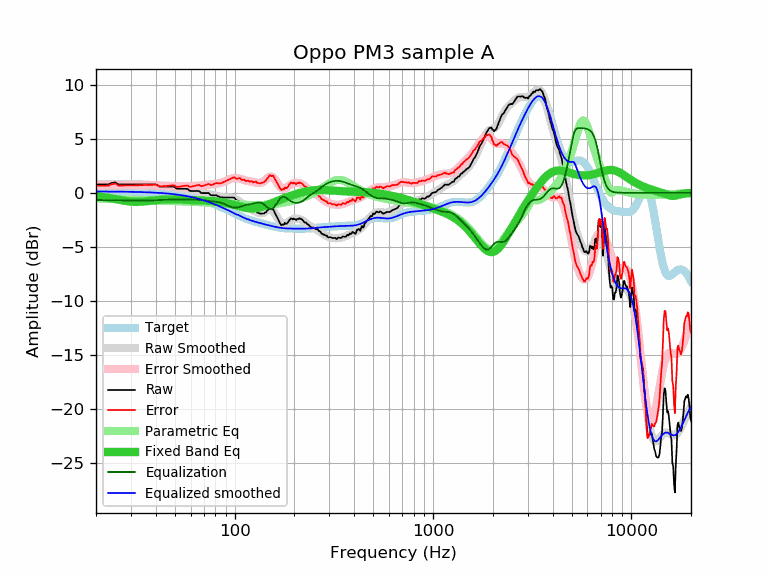 Oppo PM3 sample A
10
5
0
−5
−10
−15
−20
−25
Amplitude (dBr)
Target
Raw Smoothed
Error Smoothed
Raw
Error
Parametric Eq
Fixed Band Eq
Equalization
Equalized smoothed
100
1000
10000
Frequency (Hz)